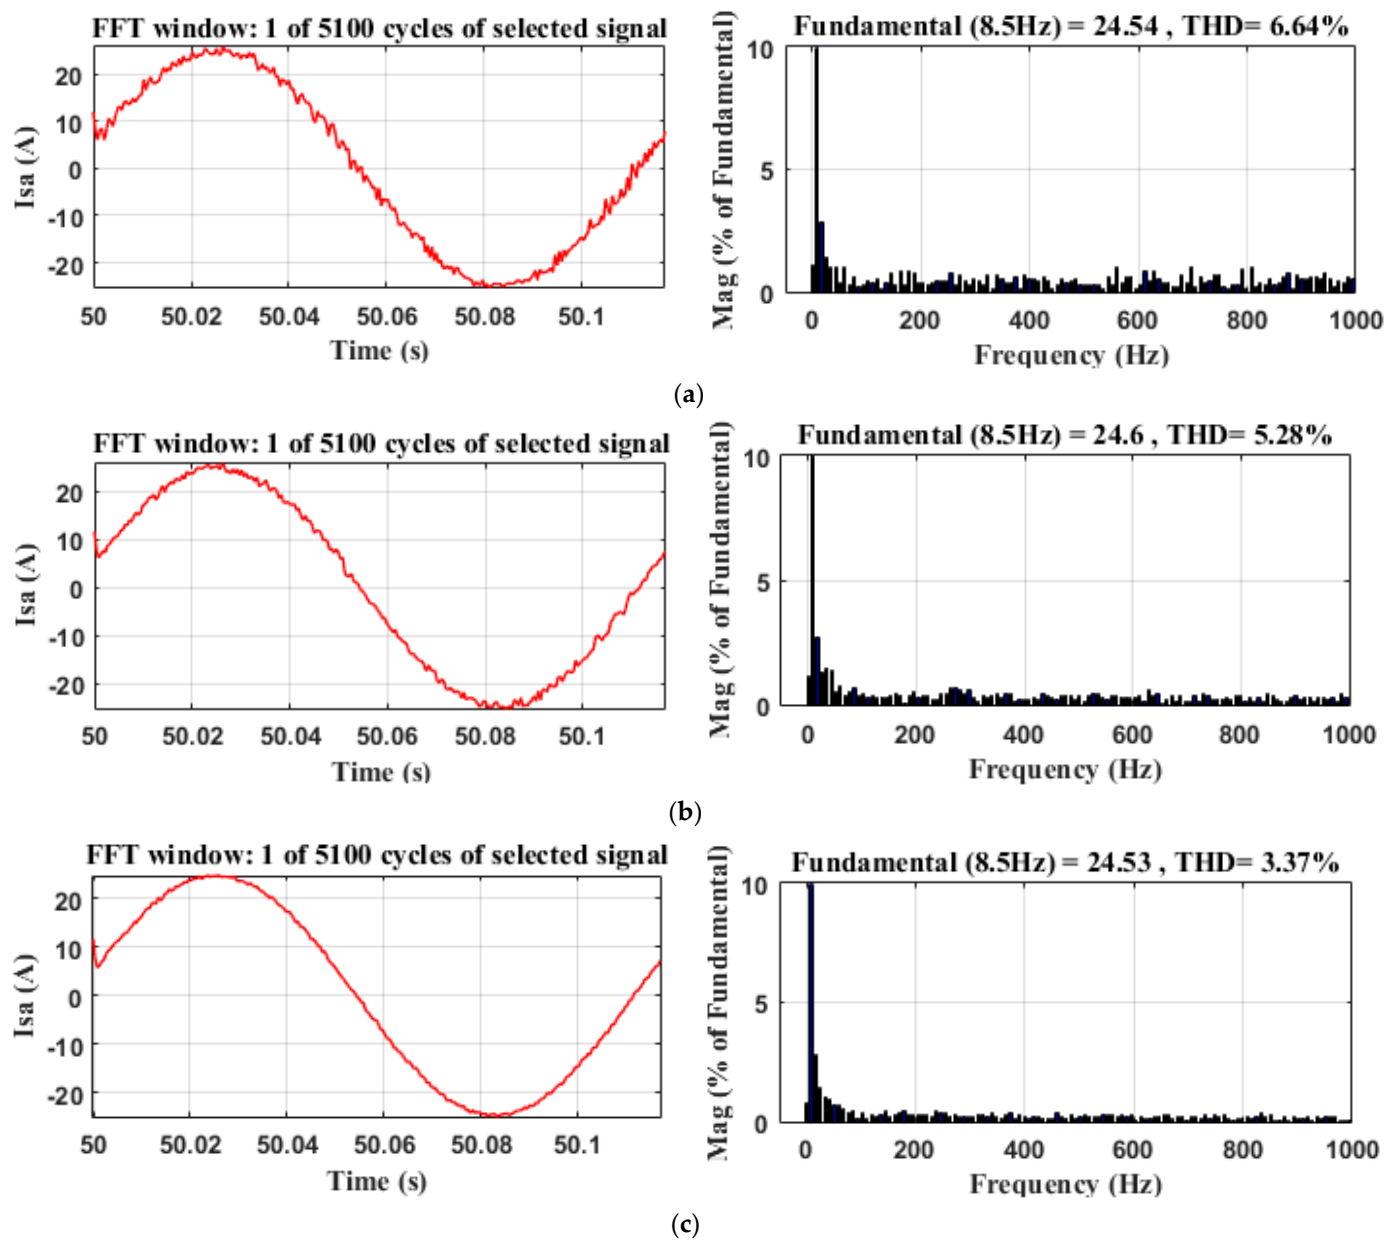 FFT window: 1 of 5100 cycles of selected signal
Isa (A)
20
10
0
-10
-20
50 50.02 50.04 50.06 50.08 50.1
Time (s)
Fundamental (8.5Hz) = 24.54 , THD= 6.64%
Mag (% of Fundamental)
10
5
0
0 200 400 600 800 1000
Frequency (Hz)
(a)
FFT window: 1 of 5100 cycles of selected signal
Isa (A)
20
10
0
-10
-20
50 50.02 50.04 50.06 50.08 50.1
Time (s)
Fundamental (8.5Hz) = 24.6 , THD= 5.28%
Mag (% of Fundamental)
10
5
0
0 200 400 600 800 1000
Frequency (Hz)
(b)
FFT window: 1 of 5100 cycles of selected signal
Isa (A)
20
10
0
-10
-20
50 50.02 50.04 50.06 50.08 50.1
Time (s)
Fundamental (8.5Hz) = 24.53 , THD= 3.37%
Mag (% of Fundamental)
10
5
0
0 200 400 600 800 1000
Frequency (Hz)
(c)